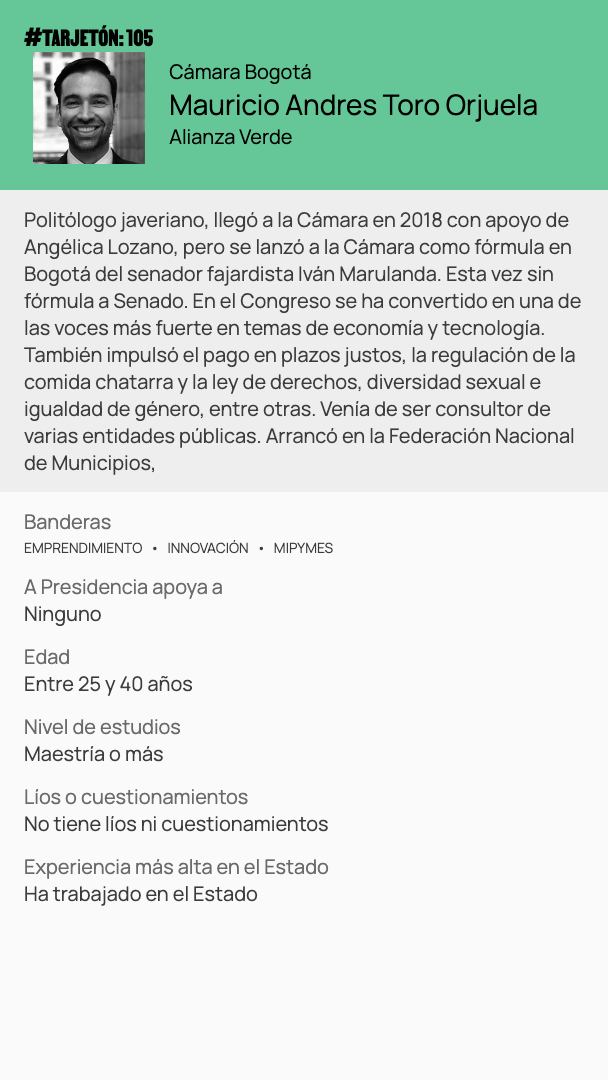 #TARJETÓN: 105
Cámara Bogotá
Mauricio Andres Toro Orjuela
Alianza Verde
Politólogo javeriano, llegó a la Cámara en 2018 con apoyo de
Angélica Lozano, pero se lanzó a la Cámara como fórmula en
Bogotá del senador fajardista Iván Marulanda. Esta vez sin
fórmula a Senado. En el Congreso se ha convertido en una de
las voces más fuerte en temas de economía y tecnología.
También impulsó el pago en plazos justos, la regulación de la
comida chatarra y la ley de derechos, diversidad sexual e
igualdad de género, entre otras. Venía de ser consultor de
varias entidades públicas. Arrancó en la Federación Nacional
de Municipios,
Banderas
EMPRENDIMIENTO • INNOVACIÓN • MIPYMES
A Presidencia apoya a
Ninguno
Edad
Entre 25 y 40 años
Nivel de estudios
Maestría o más
Líos o cuestionamientos
No tiene líos ni cuestionamientos
Experiencia más alta en el Estado
Ha trabajado en el Estado